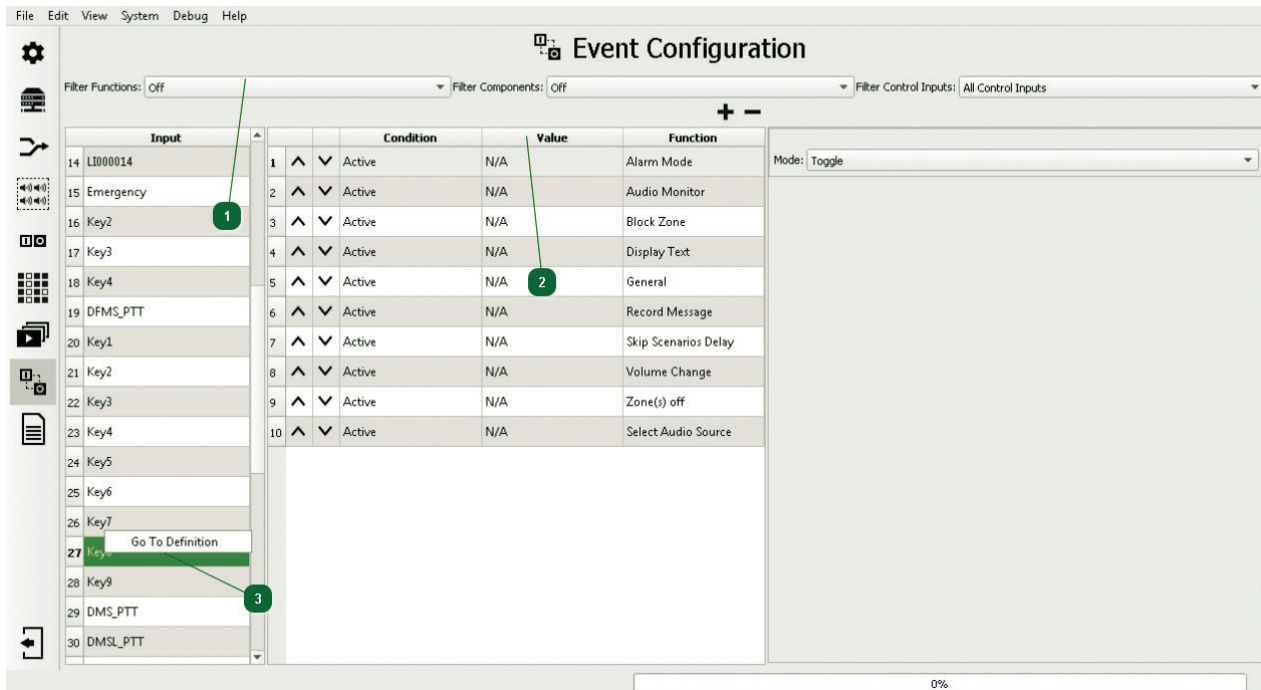 File Edit View System Debug Help
Event Configuration
Filter Functions: Off
Filter Components: Off
Filter Control Inputs: All Control Inputs
+ −
Input
14 LI000014
15 Emergency
16 Key2
17 Key3
18 Key4
19 DFMS_PTT
20 Key1
21 Key2
22 Key3
23 Key4
24 Key5
25 Key6
26 Key7
27
28 Key9
29 DMS_PTT
30 DMSL_PTT
Go To Definition
Condition Value Function
1 Active N/A Alarm Mode
2 Active N/A Audio Monitor
3 Active N/A Block Zone
4 Active N/A Display Text
5 Active N/A General
6 Active N/A Record Message
7 Active N/A Skip Scenarios Delay
8 Active N/A Volume Change
9 Active N/A Zone(s) off
10 Active N/A Select Audio Source
Mode: Toggle
1
2
3
0%